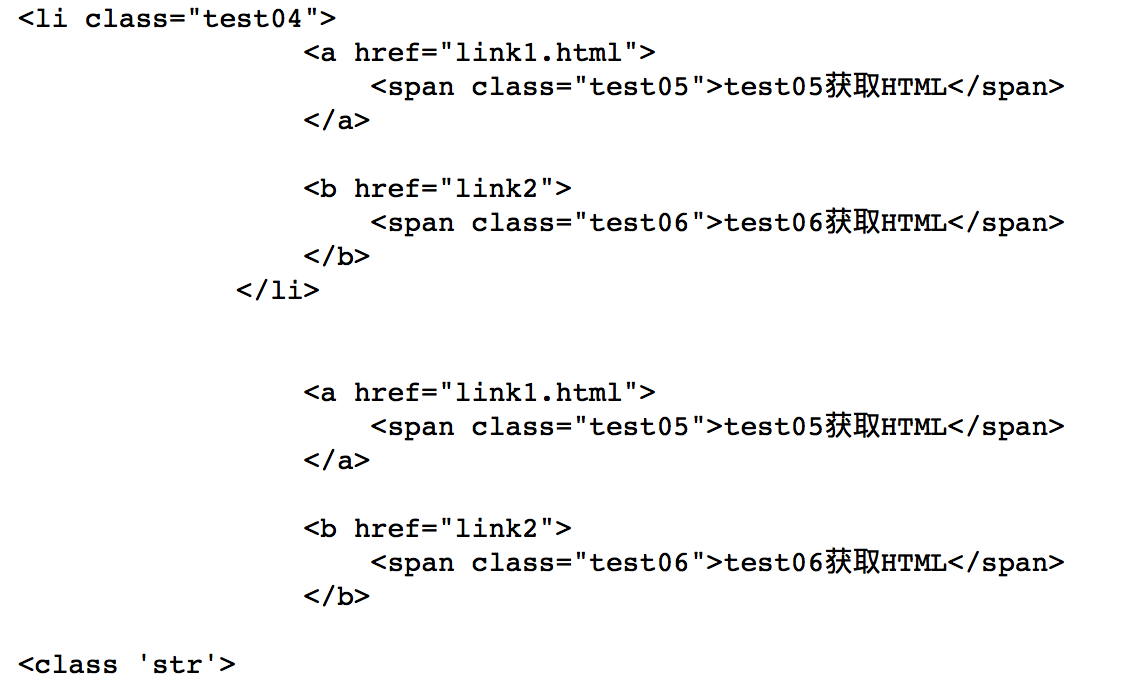 <li class="test04">
<a href="link1.html">
<span class="test05">test05获取HTML</span>
</a>
<b href="link2">
<span class="test06">test06获取HTML</span>
</b>
</li>
<a href="link1.html">
<span class="test05">test05获取HTML</span>
</a>
<b href="link2">
<span class="test06">test06获取HTML</span>
</b>
<class 'str'>